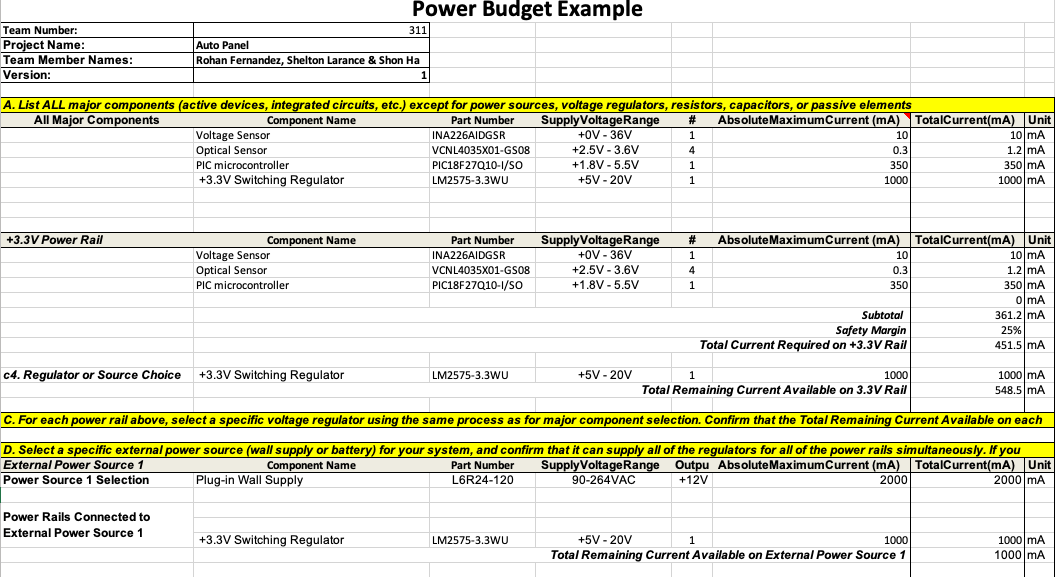 Power Budget Example
Team Number: 311
Project Name: Auto Panel
Team Member Names: Rohan Fernandez, Shelton Larance & Shon Ha
Version: 1
A. List ALL major components (active devices, integrated circuits, etc.) except for power sources, voltage regulators, resistors, capacitors, or passive elements
All Major Components Component Name Part Number SupplyVoltageRange # AbsoluteMaximumCurrent (mA) TotalCurrent(mA) Unit
Voltage Sensor INA226AIDGSR +0V - 36V 1 10 10 mA
Optical Sensor VCNL4035X01-GS08 +2.5V - 3.6V 4 0.3 1.2 mA
PIC microcontroller PIC18F27Q10-I/SO +1.8V - 5.5V 1 350 350 mA
+3.3V Switching Regulator LM2575-3.3WU +5V - 20V 1 1000 1000 mA
+3.3V Power Rail Component Name Part Number SupplyVoltageRange # AbsoluteMaximumCurrent (mA) TotalCurrent(mA) Unit
Voltage Sensor INA226AIDGSR +0V - 36V 1 10 10 mA
Optical Sensor VCNL4035X01-GS08 +2.5V - 3.6V 4 0.3 1.2 mA
PIC microcontroller PIC18F27Q10-I/SO +1.8V - 5.5V 1 350 350 mA
0 mA
Subtotal 361.2 mA
Safety Margin 25%
Total Current Required on +3.3V Rail 451.5 mA
c4. Regulator or Source Choice +3.3V Switching Regulator LM2575-3.3WU +5V - 20V 1 1000 1000 mA
Total Remaining Current Available on 3.3V Rail 548.5 mA
C. For each power rail above, select a specific voltage regulator using the same process as for major component selection. Confirm that the Total Remaining Current Available on each
D. Select a specific external power source (wall supply or battery) for your system, and confirm that it can supply all of the regulators for all of the power rails simultaneously. If you
External Power Source 1 Component Name Part Number SupplyVoltageRange Outpu AbsoluteMaximumCurrent (mA) TotalCurrent(mA) Unit
Power Source 1 Selection Plug-in Wall Supply L6R24-120 90-264VAC +12V 2000 2000 mA
Power Rails Connected to
External Power Source 1
+3.3V Switching Regulator LM2575-3.3WU +5V - 20V 1 1000 1000 mA
Total Remaining Current Available on External Power Source 1 1000 mA